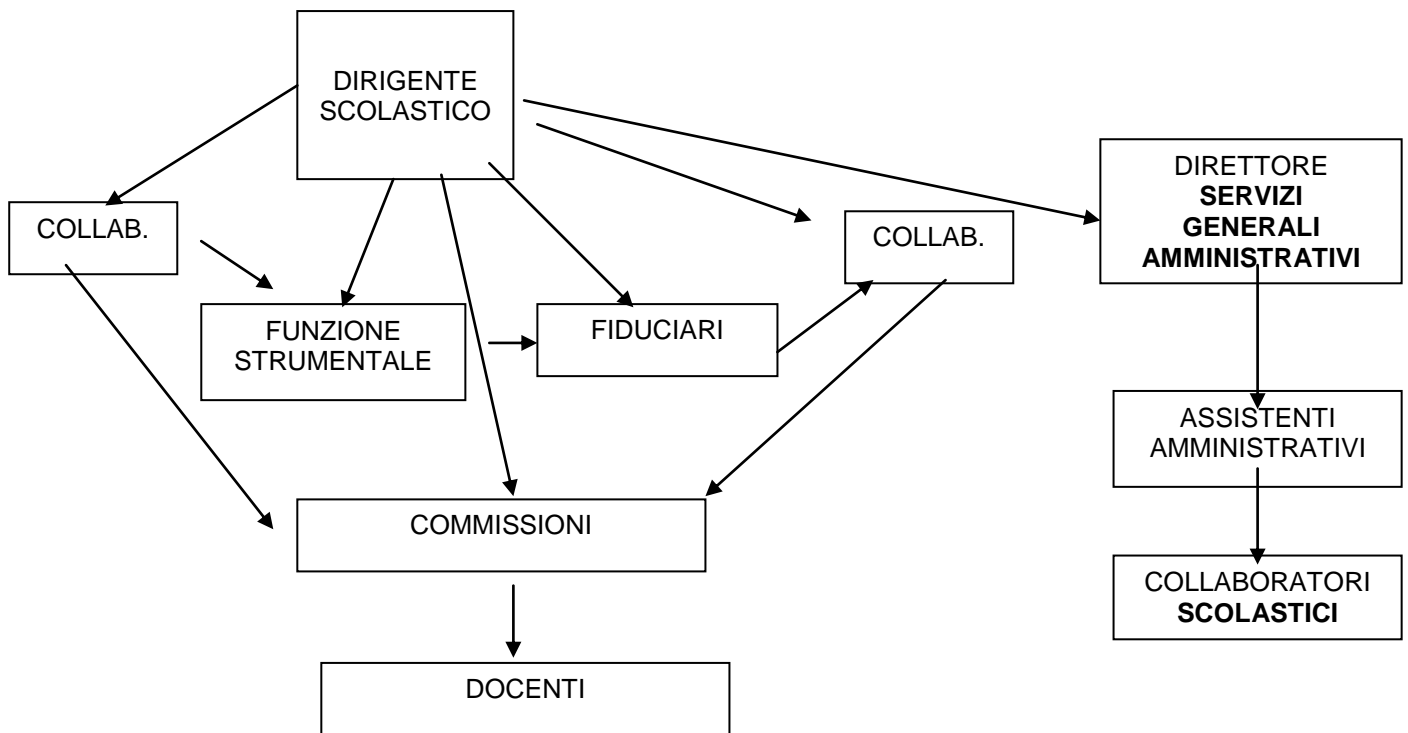 DIRIGENTE
SCOLASTICO
DIRETTORE
SERVIZI
GENERALI
AMMINISTRATIVI
COLLAB.
COLLAB.
FUNZIONE
STRUMENTALE
FIDUCIARI
ASSISTENTI
AMMINISTRATIVI
COMMISSIONI
COLLABORATORI
SCOLASTICI
DOCENTI